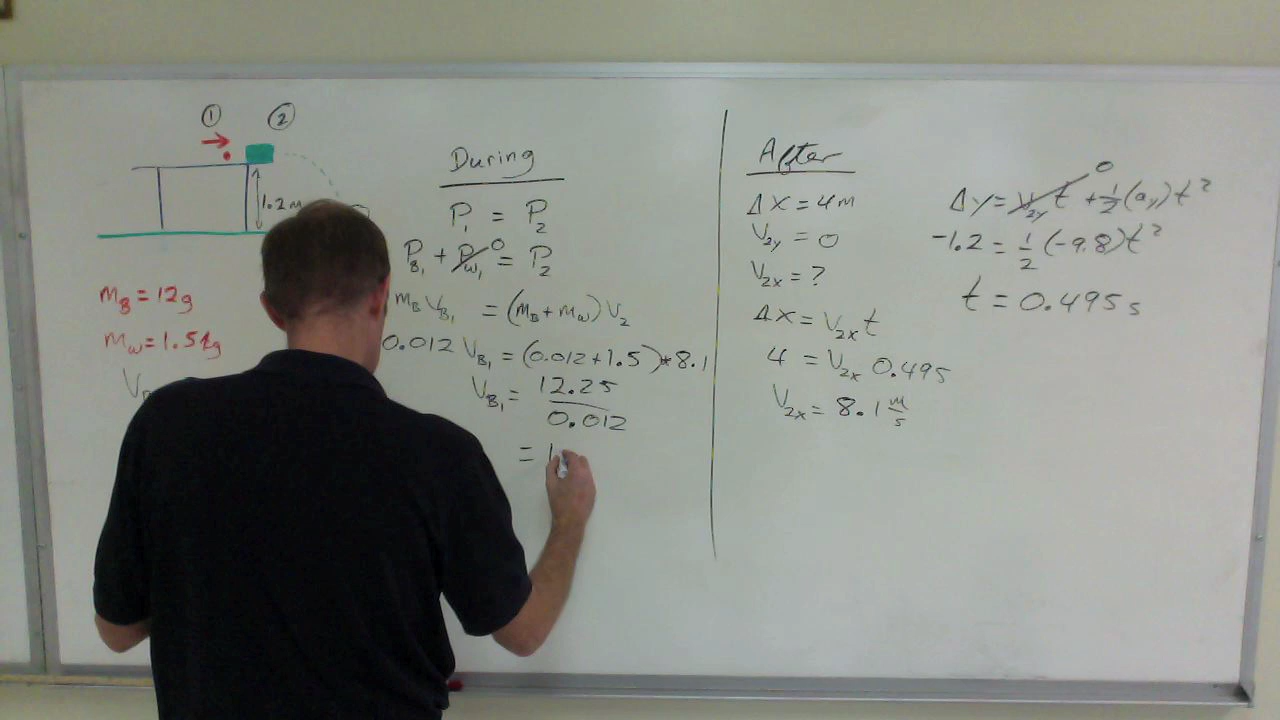 ① ②
1.2 m
m_B = 12g
m_w = 1.5kg
During
P₁ = P₂
P_B₁ + P_w₁ 0 = P₂
m_B V_B₁ = (m_B + m_w) V₂
0.012 V_B₁ = (0.012 + 1.5) * 8.1
V_B₁ = 12.25 / 0.012
= 1
After
Δx = 4m
V_2y = 0
V_2x = ?
Δx = V_2x t
4 = V_2x 0.495
V_2x = 8.1 m/s
Δy = V_2y t 0 + 1/2 (a_y) t²
-1.2 = 1/2 (-9.8) t²
t = 0.495 s